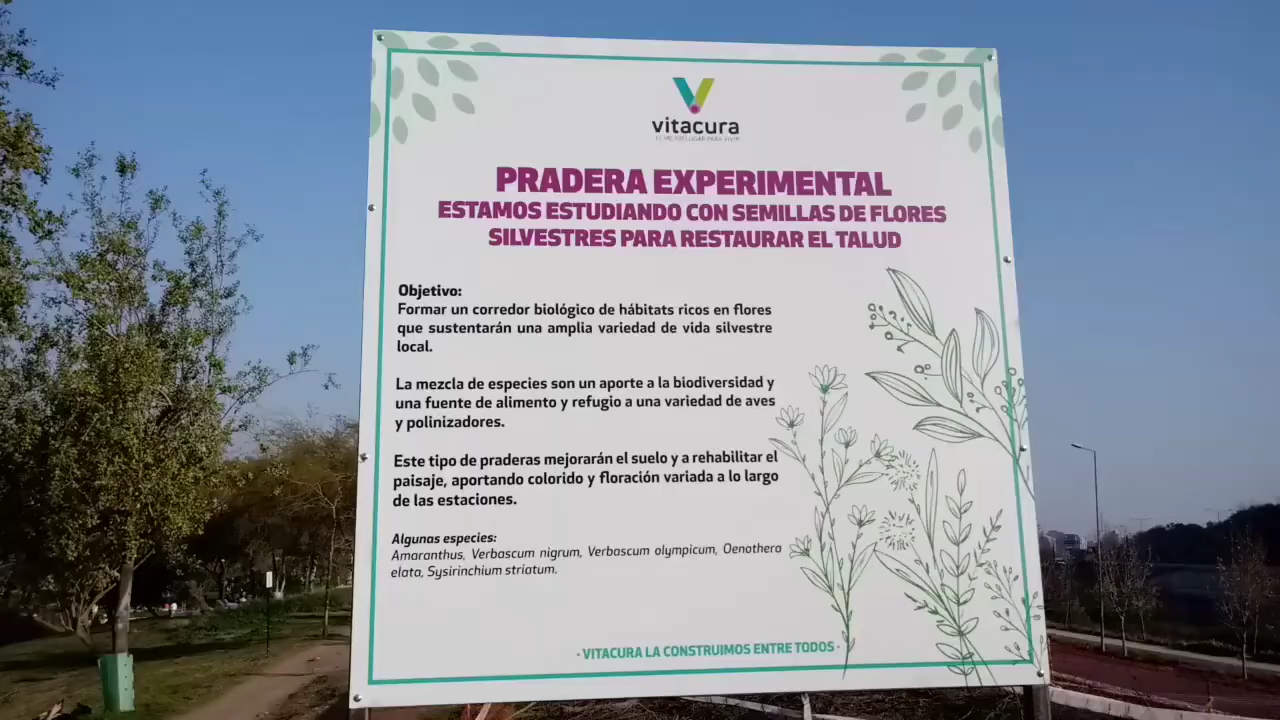 vitacura
EL MEJOR LUGAR PARA VIVIR
PRADERA EXPERIMENTAL
ESTAMOS ESTUDIANDO CON SEMILLAS DE FLORES
SILVESTRES PARA RESTAURAR EL TALUD
Objetivo:
Formar un corredor biológico de hábitats ricos en flores
que sustentarán una amplia variedad de vida silvestre
local.
La mezcla de especies son un aporte a la biodiversidad y
una fuente de alimento y refugio a una variedad de aves
y polinizadores.
Este tipo de praderas mejorarán el suelo y a rehabilitar el
paisaje, aportando colorido y floración variada a lo largo
de las estaciones.
Algunas especies:
Amaranthus, Verbascum nigrum, Verbascum olympicum, Oenothera
elata, Sysirinchium striatum.
· VITACURA LA CONSTRUIMOS ENTRE TODOS ·